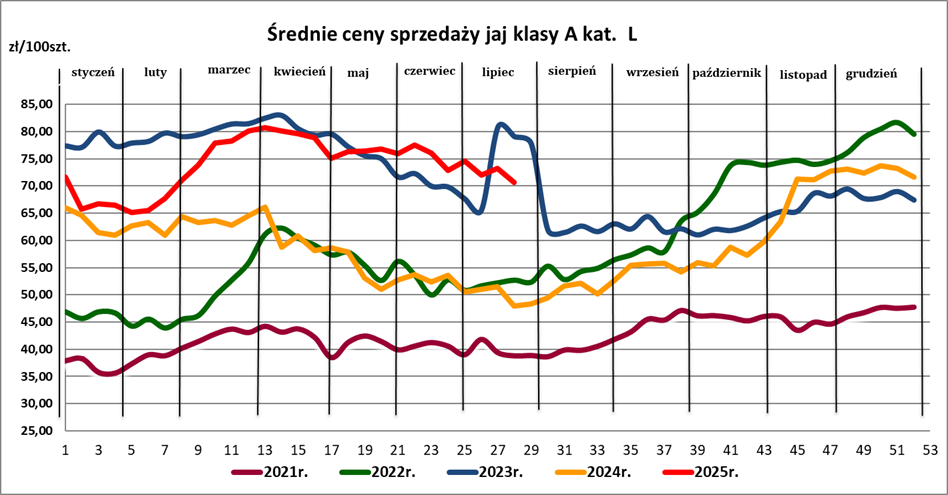 Średnie ceny sprzedaży jaj klasy A kat. L
zł/100szt.
styczeń luty marzec kwiecień maj czerwiec lipiec sierpień wrzesień październik listopad grudzień
85,00
80,00
75,00
70,00
65,00
60,00
55,00
50,00
45,00
40,00
35,00
30,00
25,00
1 3 5 7 9 11 13 15 17 19 21 23 25 27 29 31 33 35 37 39 41 43 45 47 49 51 53
2021r. 2022r. 2023r. 2024r. 2025r.